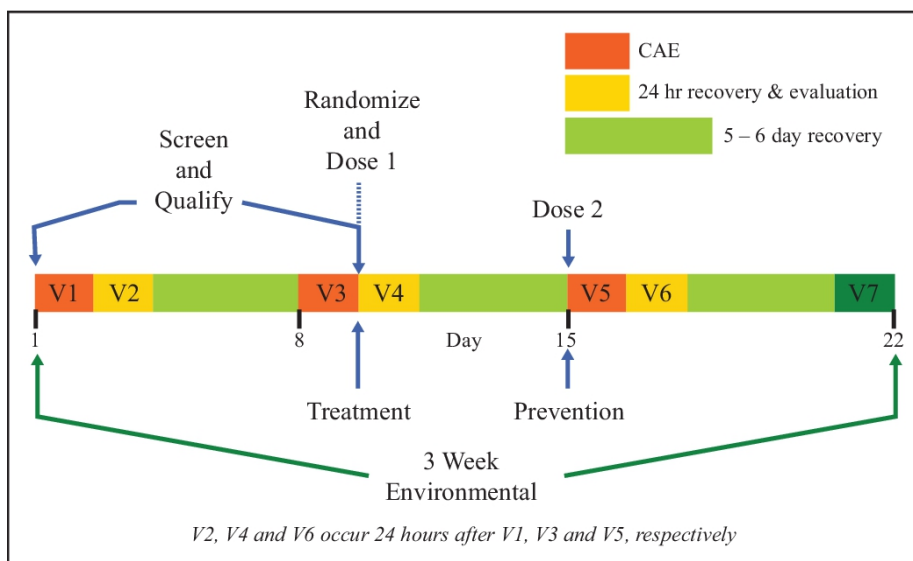 CAE
24 hr recovery & evaluation
5 – 6 day recovery
Screen
and
Qualify
Randomize
and
Dose 1
Dose 2
V1
V2
V3
V4
V5
V6
V7
1
8
Day
15
22
Treatment
Prevention
3 Week
Environmental
V2, V4 and V6 occur 24 hours after V1, V3 and V5, respectively